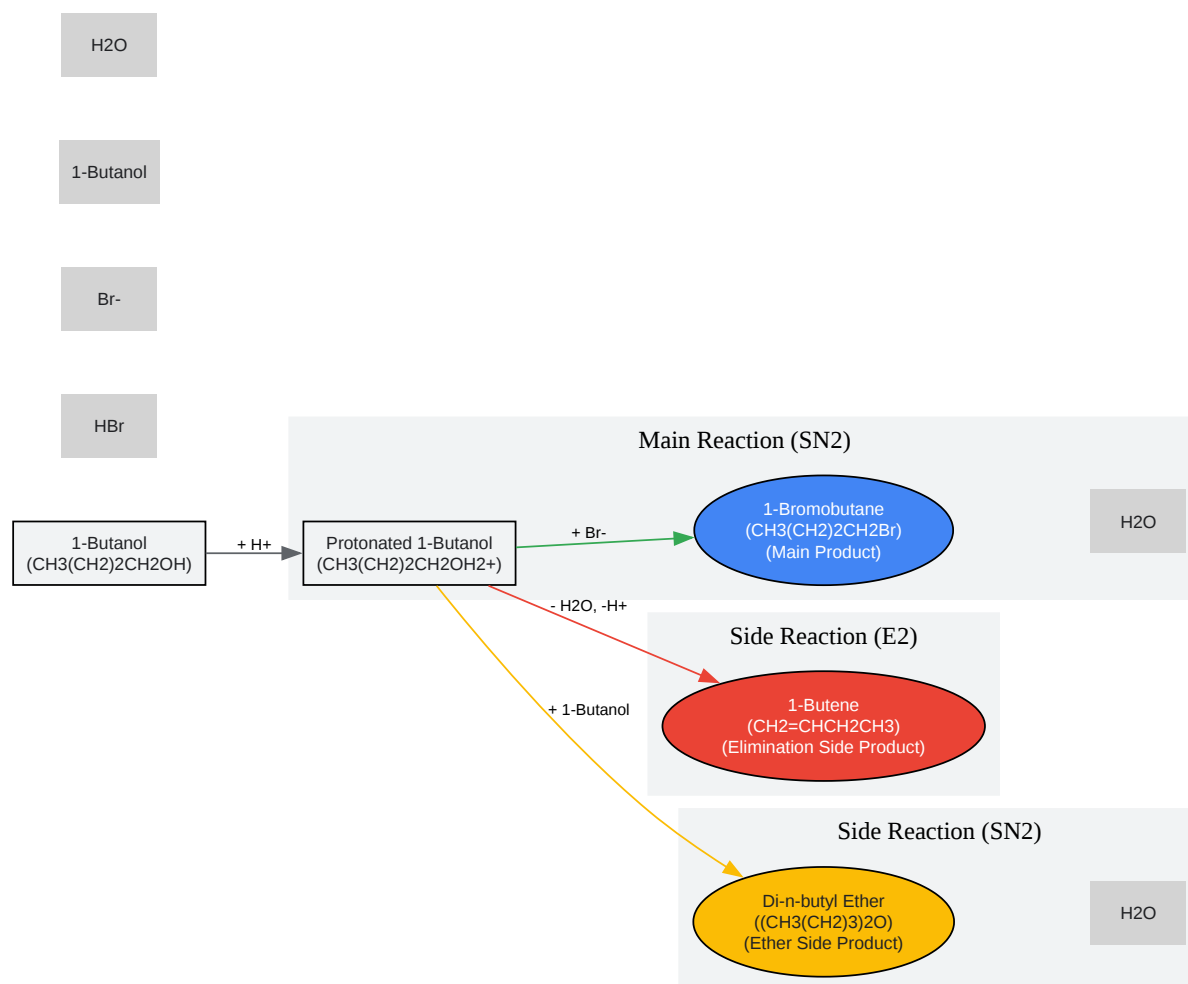 H2O
1-Butanol
Br-
HBr
Main Reaction (SN2)
1-Butanol
(CH3(CH2)2CH2OH)
+ H+
Protonated 1-Butanol
(CH3(CH2)2CH2OH2+)
+ Br-
1-Bromobutane
(CH3(CH2)2CH2Br)
(Main Product)
H2O
- H2O, -H+
Side Reaction (E2)
1-Butene
(CH2=CHCH2CH3)
(Elimination Side Product)
+ 1-Butanol
Side Reaction (SN2)
Di-n-butyl Ether
((CH3(CH2)3)2O)
(Ether Side Product)
H2O